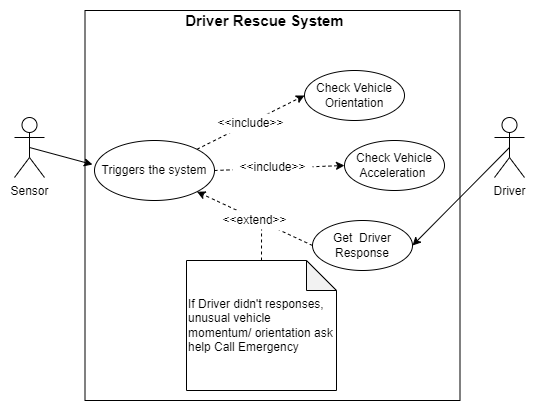 Driver Rescue System
Check Vehicle
Orientation
<<include>>
Triggers the system
<<include>>
Check Vehicle
Acceleration
Sensor
Driver
<<extend>>
Get Driver
Response
If Driver didn't responses,
unusual vehicle
momentum/ orientation ask
help Call Emergency